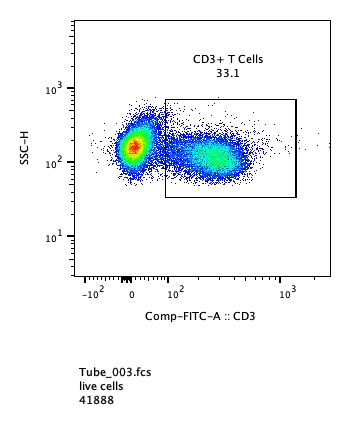 CD3+ T Cells
33.1
10³
10²
10¹
SSC-H
-10² 0 10² 10³
Comp-FITC-A :: CD3
Tube_003.fcs
live cells
41888